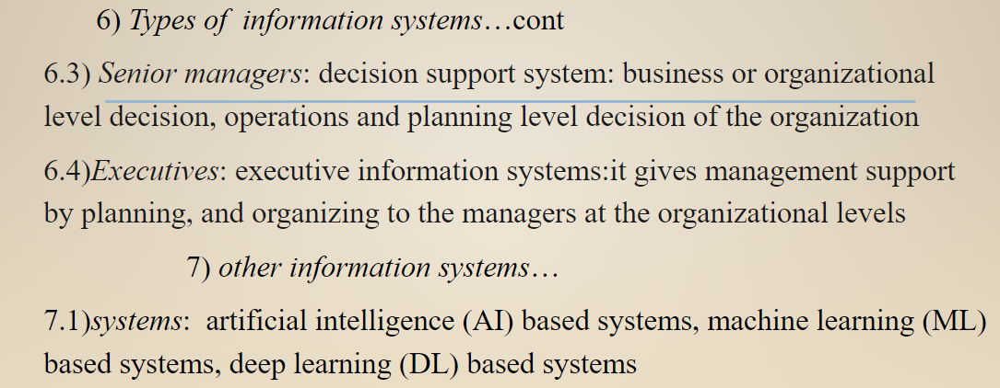 6) Types of information systems…cont
6.3) Senior managers: decision support system: business or organizational
level decision, operations and planning level decision of the organization
6.4)Executives: executive information systems:it gives management support
by planning, and organizing to the managers at the organizational levels
7) other information systems…
7.1)systems: artificial intelligence (AI) based systems, machine learning (ML)
based systems, deep learning (DL) based systems